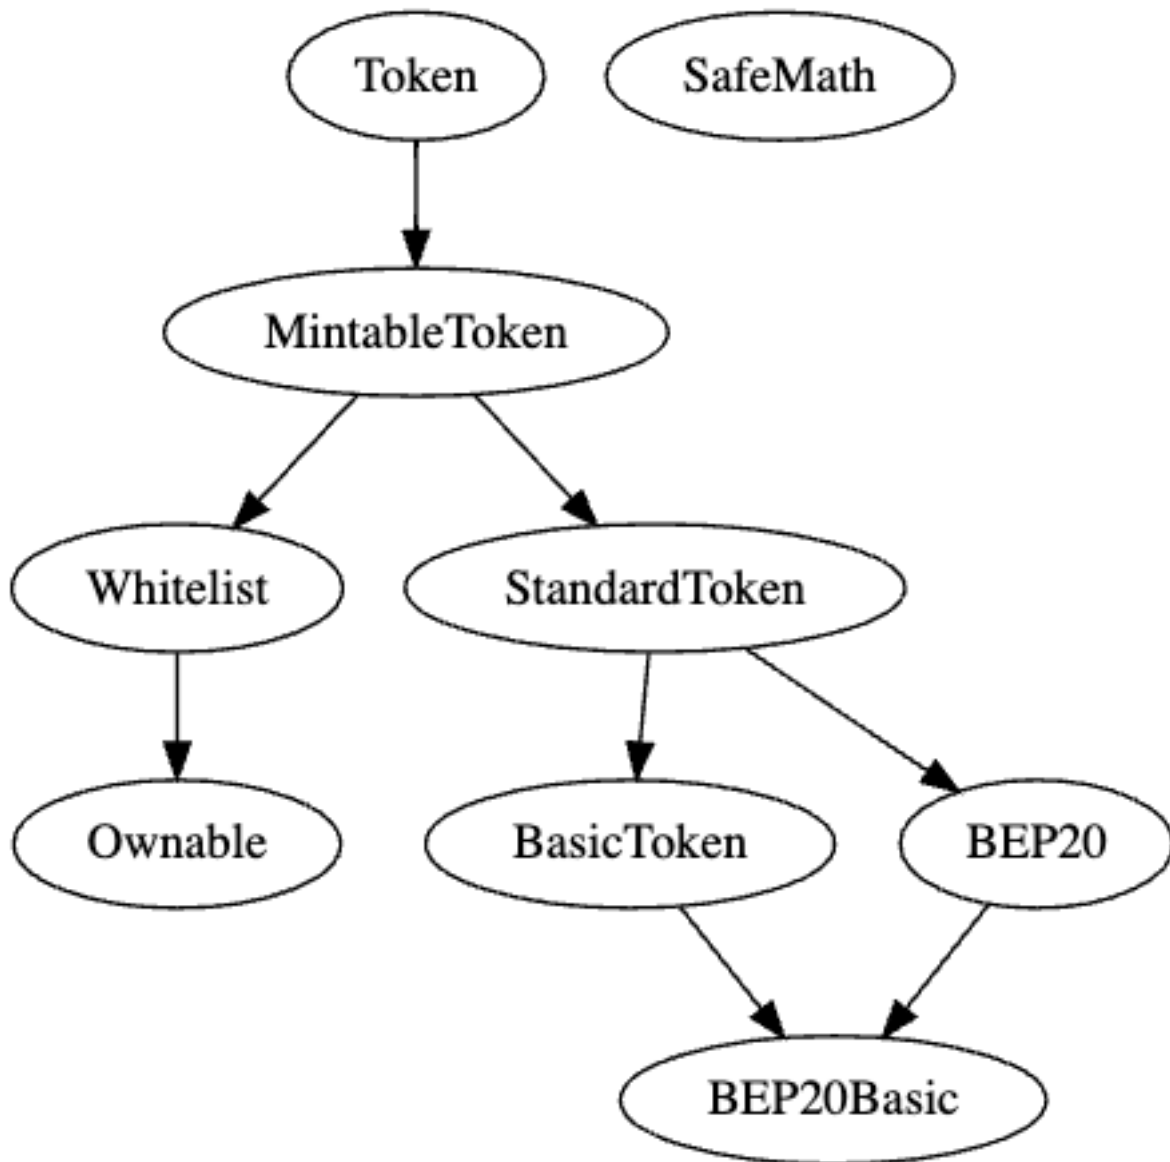 Token
SafeMath
MintableToken
Whitelist
StandardToken
Ownable
BasicToken
BEP20
BEP20Basic